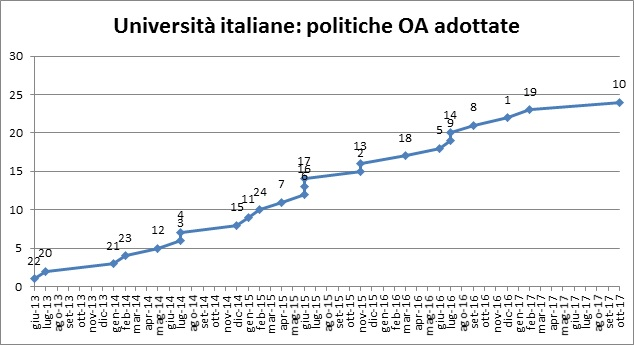 Università italiane: politiche OA adottate
30
25
20
15
10
5
0
22
20
21
23
12
4
3
15
11
24
7
17
16
6
13
2
18
5
14
9
8
1
19
10
giu-13
lug-13
ago-13
set-13
ott-13
nov-13
dic-13
gen-14
feb-14
mar-14
apr-14
mag-14
giu-14
lug-14
ago-14
set-14
ott-14
nov-14
dic-14
gen-15
feb-15
mar-15
apr-15
mag-15
giu-15
lug-15
ago-15
set-15
ott-15
nov-15
dic-15
gen-16
feb-16
mar-16
apr-16
mag-16
giu-16
lug-16
ago-16
set-16
ott-16
nov-16
dic-16
gen-17
feb-17
mar-17
apr-17
mag-17
giu-17
lug-17
ago-17
set-17
ott-17